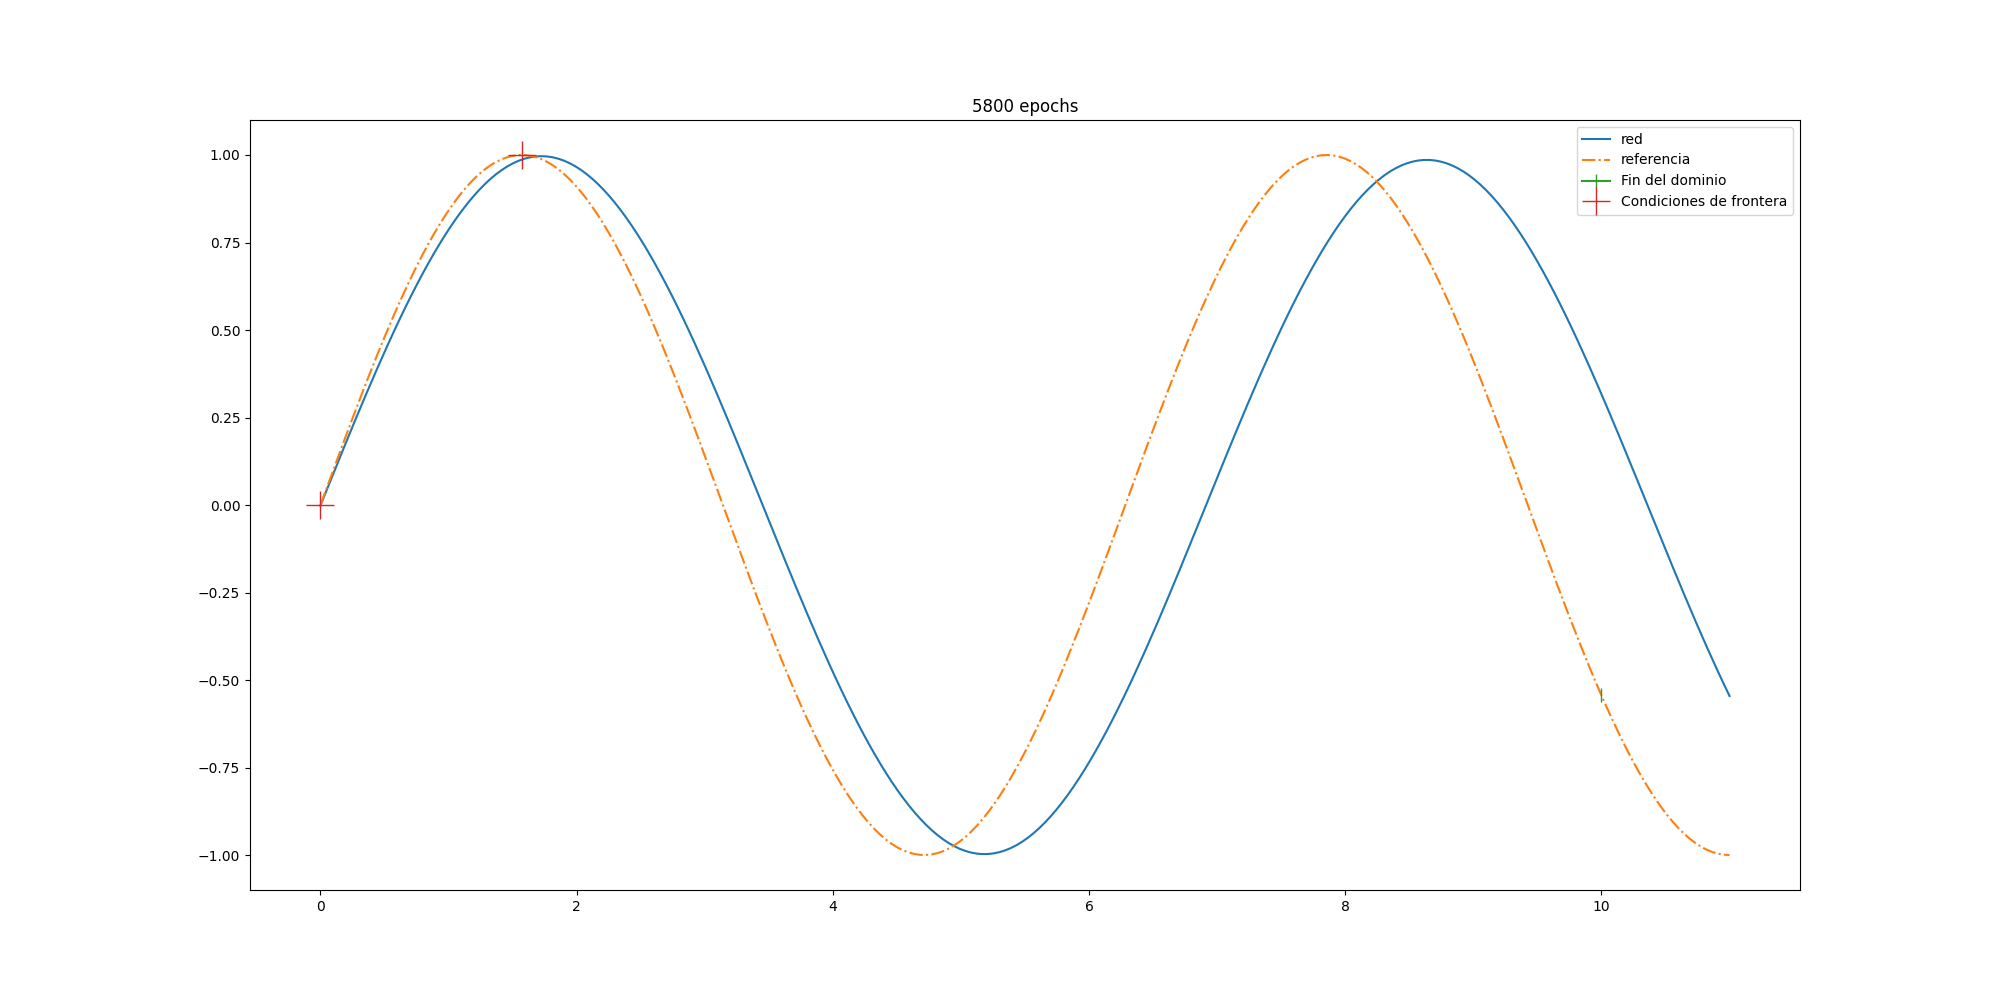 5800 epochs
red
referencia
Fin del dominio
Condiciones de frontera
1.00
0.75
0.50
0.25
0.00
−0.25
−0.50
−0.75
−1.00
0 2 4 6 8 10